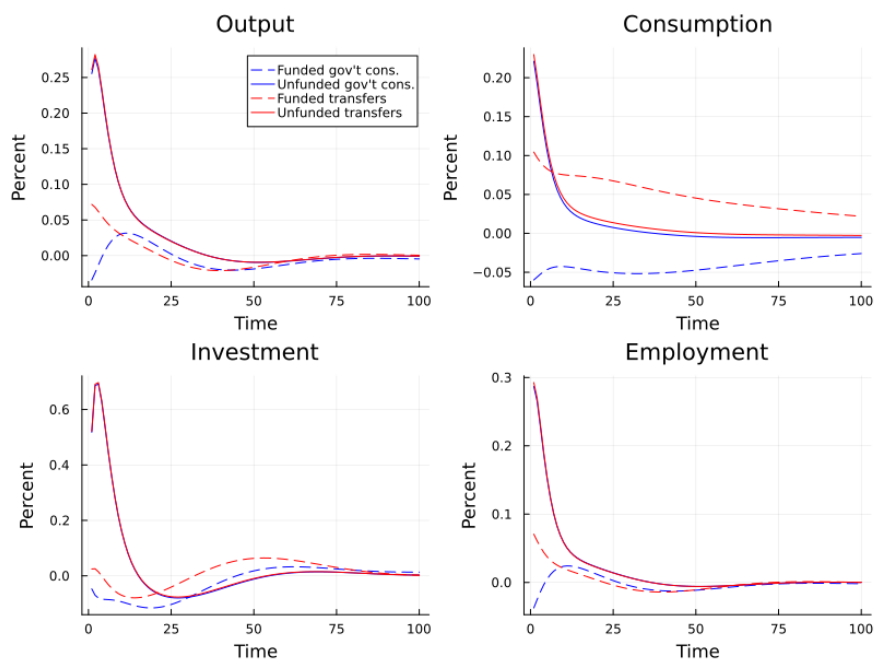 Output
Percent
0.25
0.20
0.15
0.10
0.05
0.00
Funded gov't cons.
Unfunded gov't cons.
Funded transfers
Unfunded transfers
0 25 50 75 100
Time
Consumption
Percent
0.20
0.15
0.10
0.05
0.00
−0.05
0 25 50 75 100
Time
Investment
Percent
0.6
0.4
0.2
0.0
0 25 50 75 100
Time
Employment
Percent
0.3
0.2
0.1
0.0
0 25 50 75 100
Time